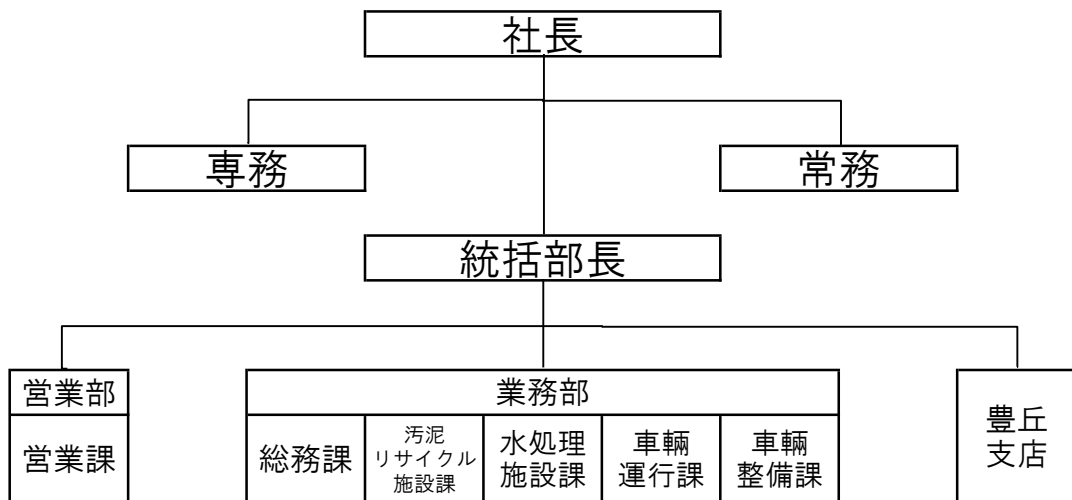 社長
専務
常務
統括部長
営業部
営業課
業務部
総務課
汚泥
リサイクル
施設課
水処理
施設課
車輛
運行課
車輛
整備課
豊丘
支店